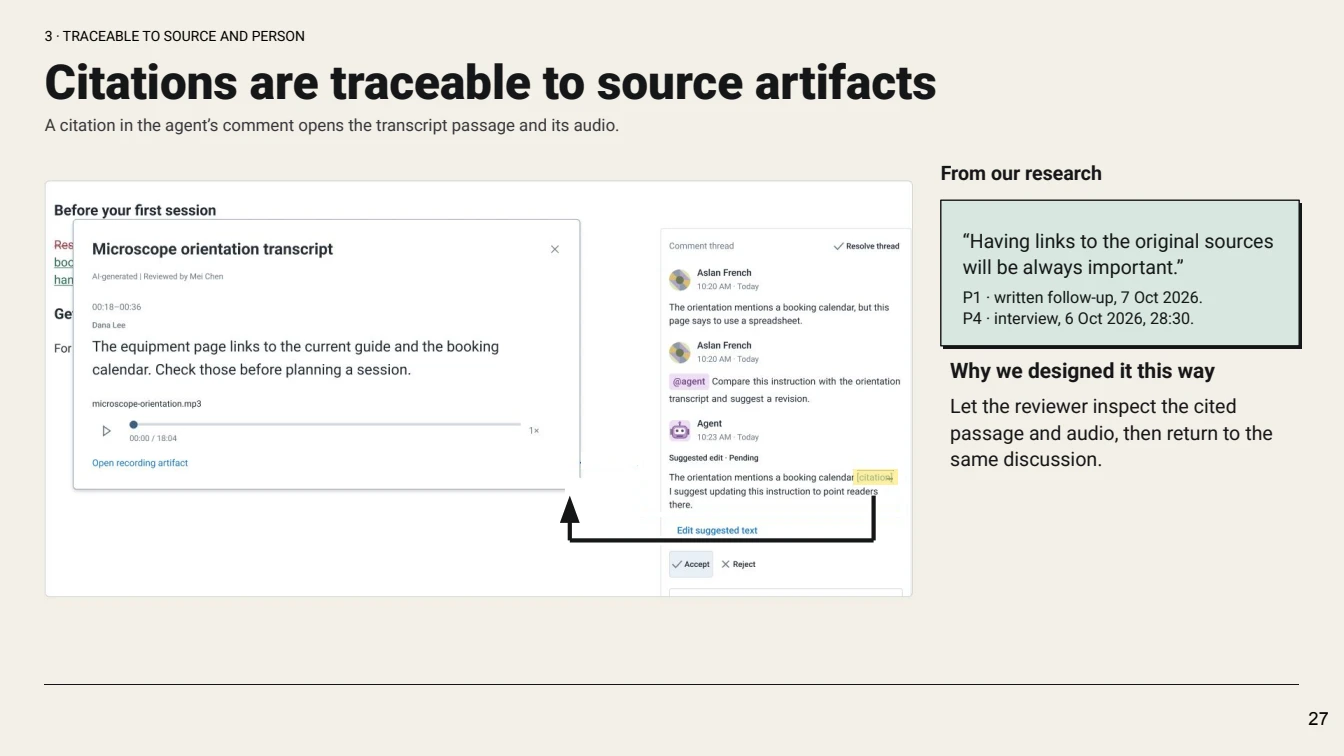 3 · TRACEABLE TO SOURCE AND PERSON
Citations are traceable to source artifacts
A citation in the agent’s comment opens the transcript passage and its audio.
Before your first session
Res
boo
han
Ge
For
Microscope orientation transcript
AI-generated | Reviewed by Mei Chen
00:18–00:36
Dana Lee
The equipment page links to the current guide and the booking
calendar. Check those before planning a session.
microscope-orientation.mp3
00:00 / 18:04
1×
Open recording artifact
Comment thread
Resolve thread
Aslan French
10:20 AM · Today
The orientation mentions a booking calendar, but this
page says to use a spreadsheet.
Aslan French
10:20 AM · Today
@agent Compare this instruction with the orientation
transcript and suggest a revision.
Agent
10:23 AM · Today
Suggested edit · Pending
The orientation mentions a booking calendar [citation]
I suggest updating this instruction to point readers
there.
Edit suggested text
Accept
Reject
From our research
“Having links to the original sources
will be always important.”
P1 · written follow-up, 7 Oct 2026.
P4 · interview, 6 Oct 2026, 28:30.
Why we designed it this way
Let the reviewer inspect the cited
passage and audio, then return to the
same discussion.
27